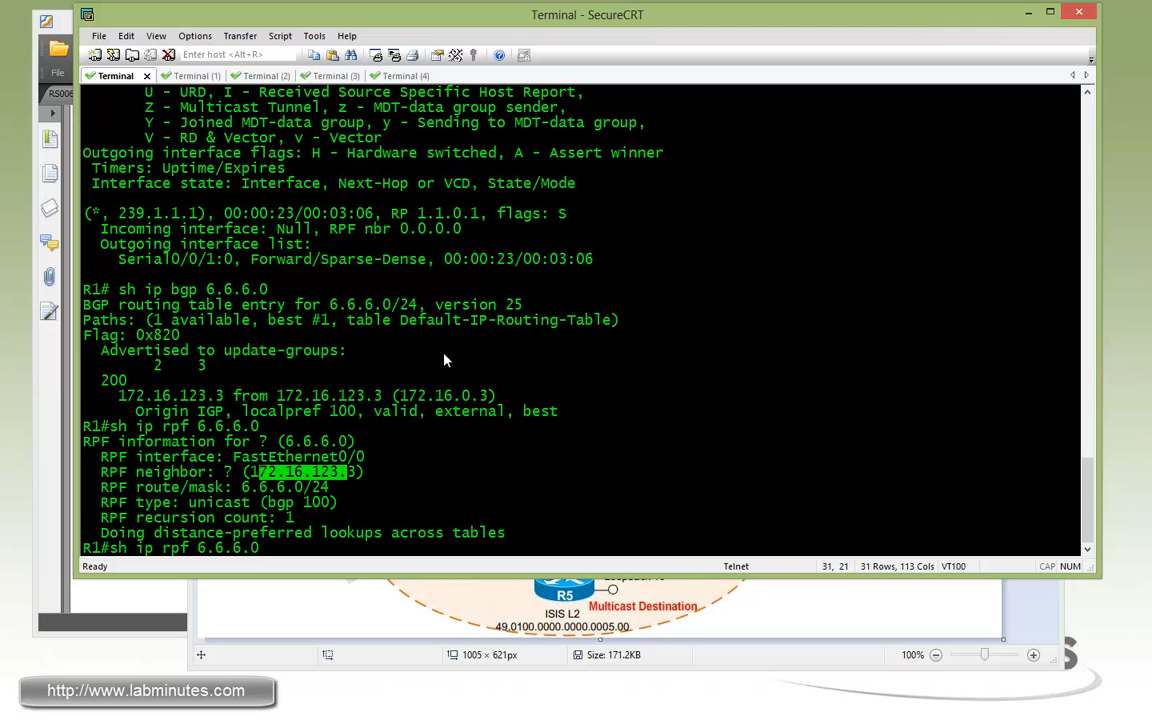 Terminal - SecureCRT
File Edit View Options Transfer Script Tools Help
Enter host <Alt+R>
File
Terminal Terminal (1) Terminal (2) Terminal (3) Terminal (4)
RS006
U - URD, I - Received Source Specific Host Report,
Z - Multicast Tunnel, z - MDT-data group sender,
Y - Joined MDT-data group, y - Sending to MDT-data group,
V - RD & Vector, v - Vector
Outgoing interface flags: H - Hardware switched, A - Assert winner
Timers: Uptime/Expires
Interface state: Interface, Next-Hop or VCD, State/Mode
(*, 239.1.1.1), 00:00:23/00:03:06, RP 1.1.0.1, flags: S
Incoming interface: Null, RPF nbr 0.0.0.0
Outgoing interface list:
Serial0/0/1:0, Forward/Sparse-Dense, 00:00:23/00:03:06
R1# sh ip bgp 6.6.6.0
BGP routing table entry for 6.6.6.0/24, version 25
Paths: (1 available, best #1, table Default-IP-Routing-Table)
Flag: 0x820
Advertised to update-groups:
2 3
200
172.16.123.3 from 172.16.123.3 (172.16.0.3)
Origin IGP, localpref 100, valid, external, best
R1#sh ip rpf 6.6.6.0
RPF information for ? (6.6.6.0)
RPF interface: FastEthernet0/0
RPF neighbor: ? (172.16.123.3)
RPF route/mask: 6.6.6.0/24
RPF type: unicast (bgp 100)
RPF recursion count: 1
Doing distance-preferred lookups across tables
R1#sh ip rpf 6.6.6.0
Ready Telnet 31, 21 31 Rows, 113 Cols VT100 CAP NUM
R5
Multicast Destination
ISIS L2
49.0100.0000.0000.0005.00
1005 × 621px Size: 171.2KB 100%
http://www.labminutes.com